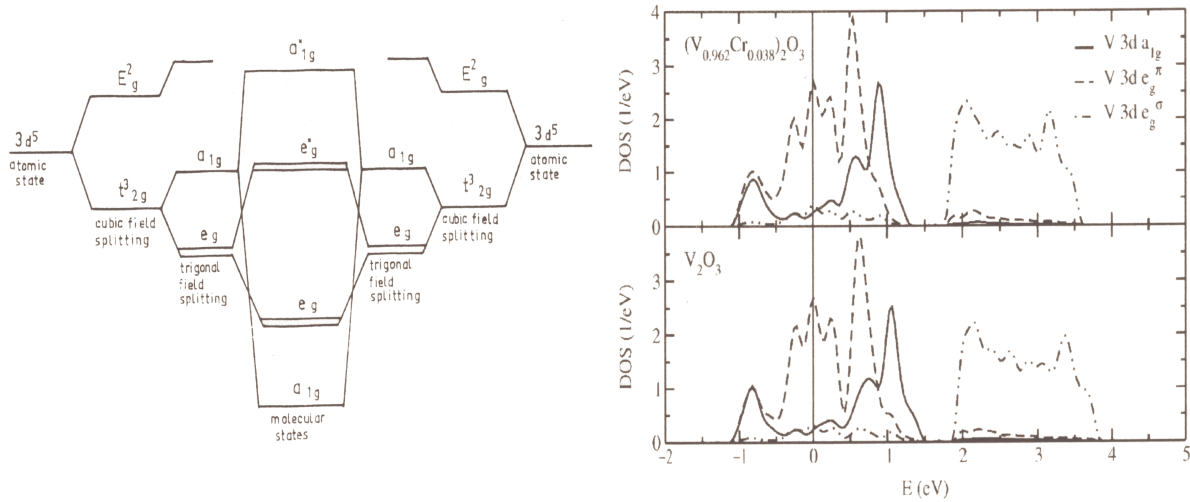 a*1g
E²g
E²g
3d⁵
atomic
state
3d⁵
atomic
state
a1g
e*g
a1g
t³2g
t³2g
cubic field
splitting
cubic field
splitting
eg
eg
trigonal
field
splitting
trigonal
field
splitting
eg
a1g
molecular
states
(V0.962Cr0.038)2O3
V 3d a1g
V 3d egπ
V 3d egσ
DOS (1/eV)
4
3
2
1
0
V2O3
DOS (1/eV)
3
2
1
0
−2 −1 0 1 2 3 4 5
E (eV)